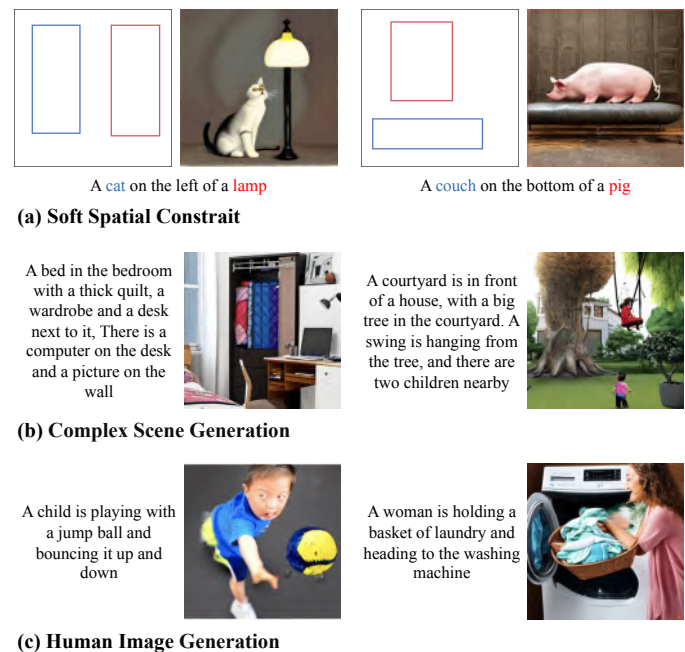 A cat on the left of a lamp
A couch on the bottom of a pig
(a) Soft Spatial Constrait
A bed in the bedroom
with a thick quilt, a
wardrobe and a desk
next to it, There is a
computer on the desk
and a picture on the
wall
A courtyard is in front
of a house, with a big
tree in the courtyard. A
swing is hanging from
the tree, and there are
two children nearby
(b) Complex Scene Generation
A child is playing with
a jump ball and
bouncing it up and
down
A woman is holding a
basket of laundry and
heading to the washing
machine
(c) Human Image Generation